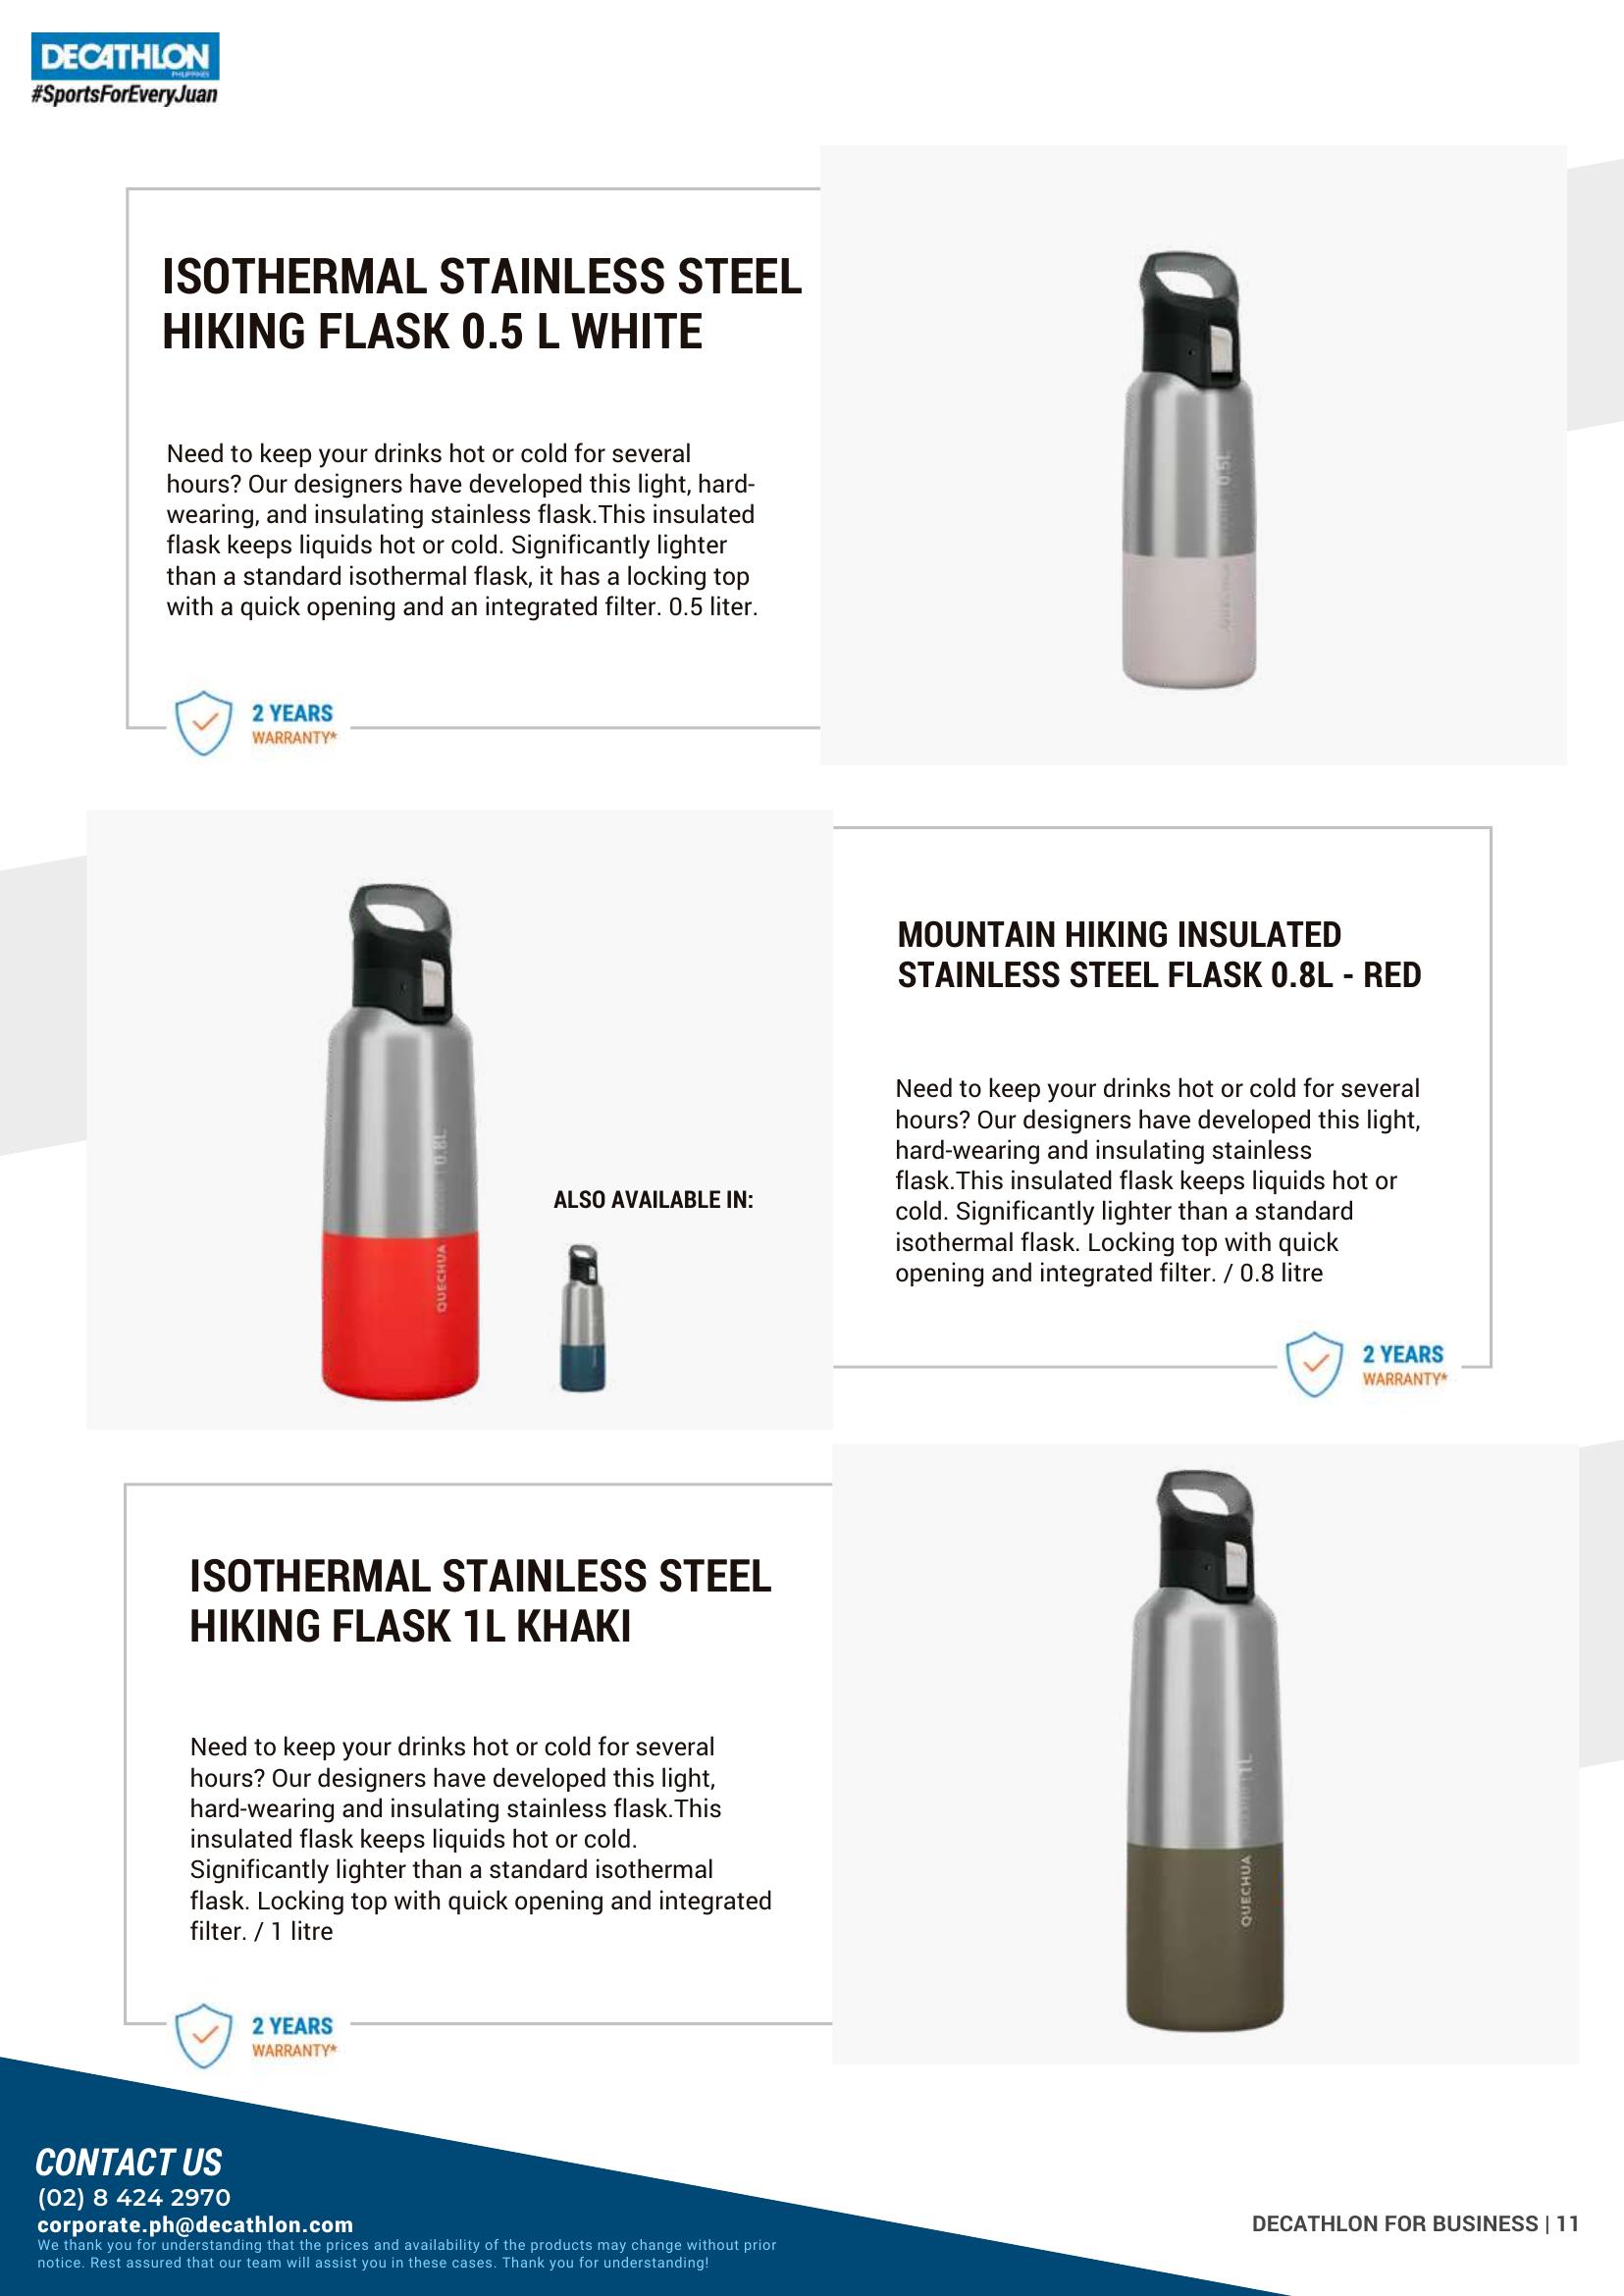 DECATHLON
PHILIPPINES
#SportsForEveryJuan
ISOTHERMAL STAINLESS STEEL
HIKING FLASK 0.5 L WHITE
Need to keep your drinks hot or cold for several
hours? Our designers have developed this light, hard-
wearing, and insulating stainless flask.This insulated
flask keeps liquids hot or cold. Significantly lighter
than a standard isothermal flask, it has a locking top
with a quick opening and an integrated filter. 0.5 liter.
2 YEARS
WARRANTY*
0.5L
QUECHUA
MOUNTAIN HIKING INSULATED
STAINLESS STEEL FLASK 0.8L - RED
Need to keep your drinks hot or cold for several
hours? Our designers have developed this light,
hard-wearing and insulating stainless
flask.This insulated flask keeps liquids hot or
cold. Significantly lighter than a standard
isothermal flask. Locking top with quick
opening and integrated filter. / 0.8 litre
2 YEARS
WARRANTY*
QUECHUA 0.8L
ALSO AVAILABLE IN:
ISOTHERMAL STAINLESS STEEL
HIKING FLASK 1L KHAKI
Need to keep your drinks hot or cold for several
hours? Our designers have developed this light,
hard-wearing and insulating stainless flask.This
insulated flask keeps liquids hot or cold.
Significantly lighter than a standard isothermal
flask. Locking top with quick opening and integrated
filter. / 1 litre
2 YEARS
WARRANTY*
QUECHUA 1L
CONTACT US
(02) 8 424 2970
corporate.ph@decathlon.com
We thank you for understanding that the prices and availability of the products may change without prior
notice. Rest assured that our team will assist you in these cases. Thank you for understanding!
DECATHLON FOR BUSINESS | 11